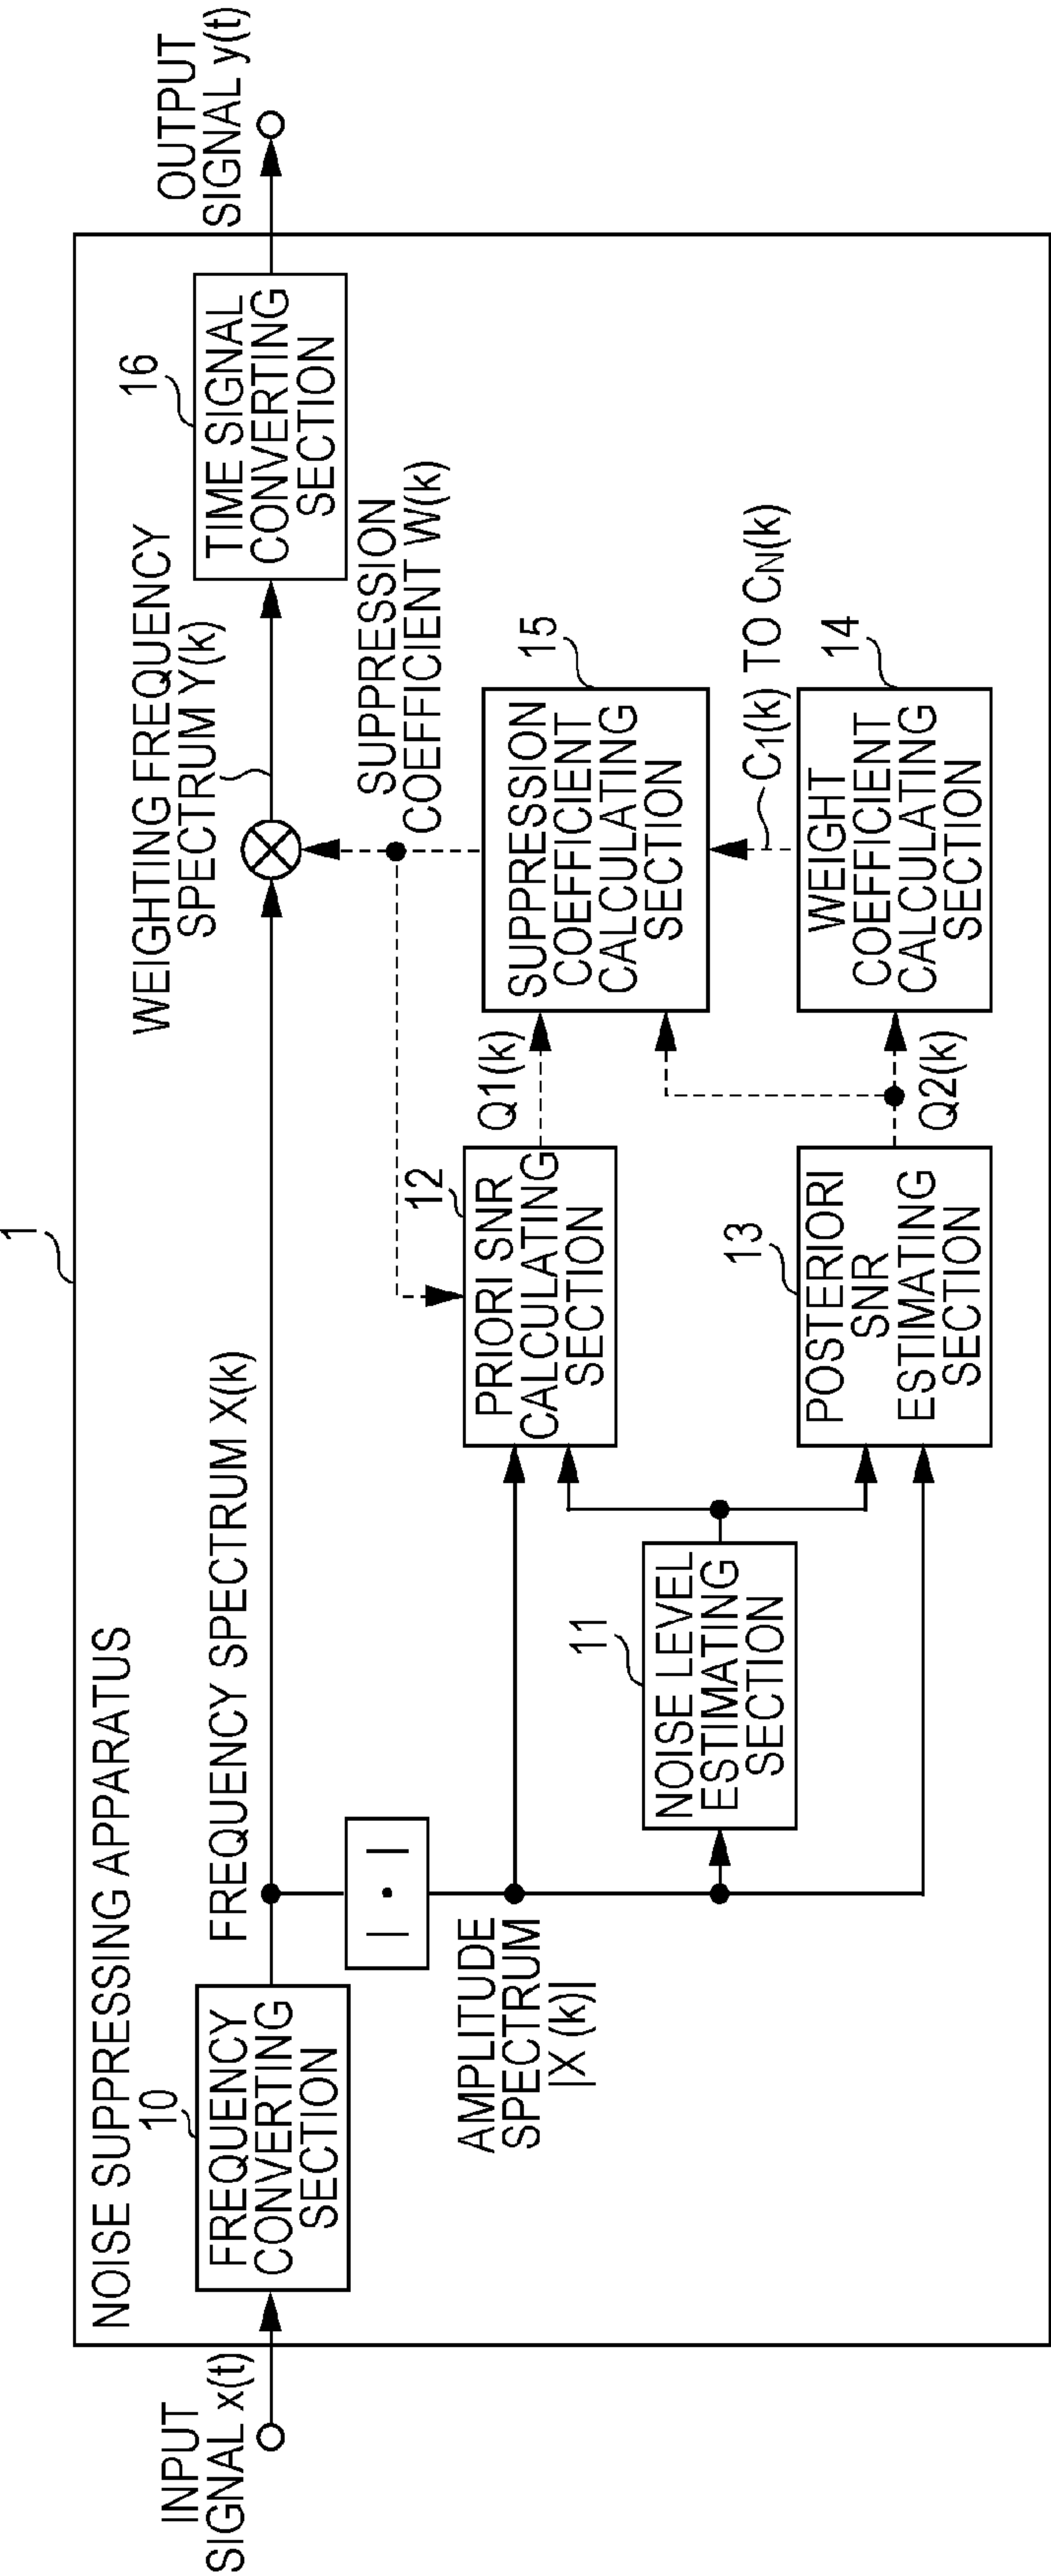 1
NOISE SUPPRESSING APPARATUS
INPUT
SIGNAL x(t)
10
FREQUENCY
CONVERTING
SECTION
FREQUENCY SPECTRUM X(k)
WEIGHTING FREQUENCY
SPECTRUM Y(k)
16
TIME SIGNAL
CONVERTING
SECTION
OUTPUT
SIGNAL y(t)
| • |
AMPLITUDE
SPECTRUM
|X (k)|
11
NOISE LEVEL
ESTIMATING
SECTION
12
PRIORI SNR
CALCULATING
SECTION
Q1(k)
SUPPRESSION
COEFFICIENT W(k)
15
SUPPRESSION
COEFFICIENT
CALCULATING
SECTION
C1(k) TO CN(k)
13
POSTERIORI
SNR
ESTIMATING
SECTION
Q2(k)
14
WEIGHT
COEFFICIENT
CALCULATING
SECTION